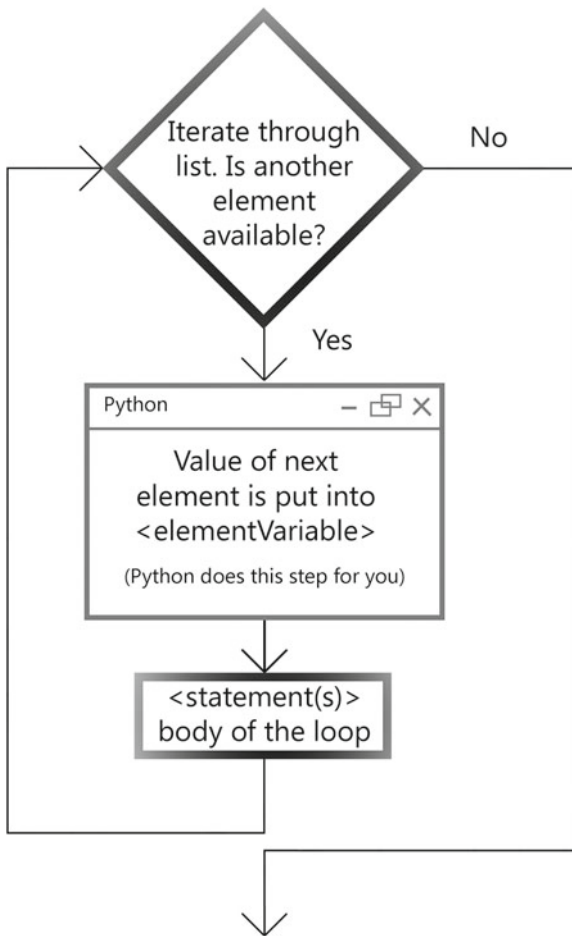 Iterate through
list. Is another
element
available?
No
Yes
Python
Value of next
element is put into
<elementVariable>
(Python does this step for you)
<statement(s)>
body of the loop